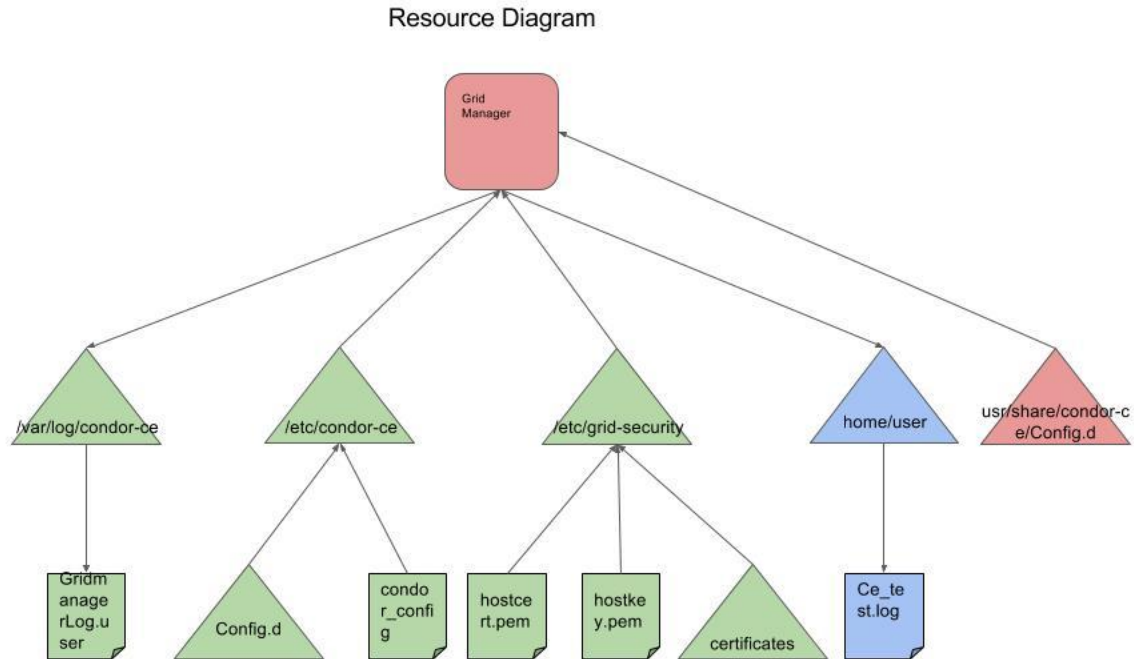 Resource Diagram
Grid
Manager
/var/log/condor-ce
/etc/condor-ce
/etc/grid-security
home/user
usr/share/condor-c
e/Config.d
Gridm
anage
rLog.u
ser
Config.d
condo
r_confi
g
hostce
rt.pem
hostke
y.pem
certificates
Ce_te
st.log